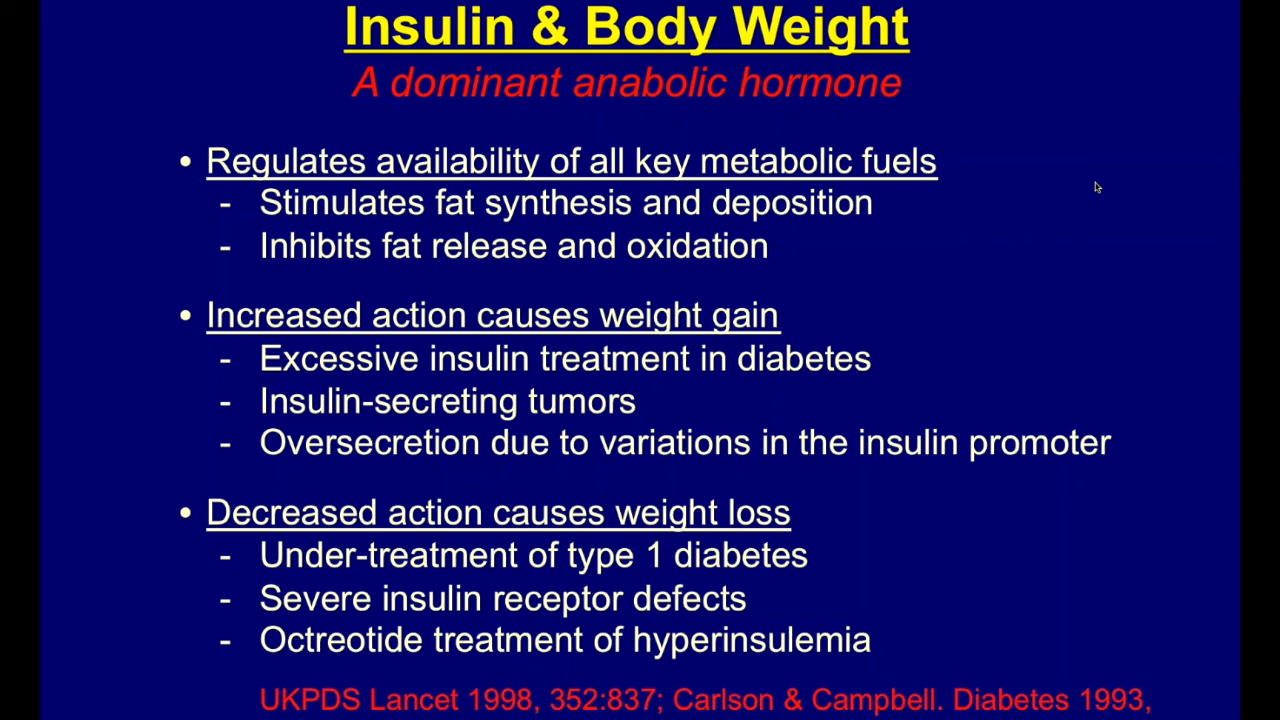 Insulin & Body Weight
A dominant anabolic hormone
• Regulates availability of all key metabolic fuels
- Stimulates fat synthesis and deposition
- Inhibits fat release and oxidation
• Increased action causes weight gain
- Excessive insulin treatment in diabetes
- Insulin-secreting tumors
- Oversecretion due to variations in the insulin promoter
• Decreased action causes weight loss
- Under-treatment of type 1 diabetes
- Severe insulin receptor defects
- Octreotide treatment of hyperinsulemia
UKPDS Lancet 1998, 352:837; Carlson & Campbell. Diabetes 1993,